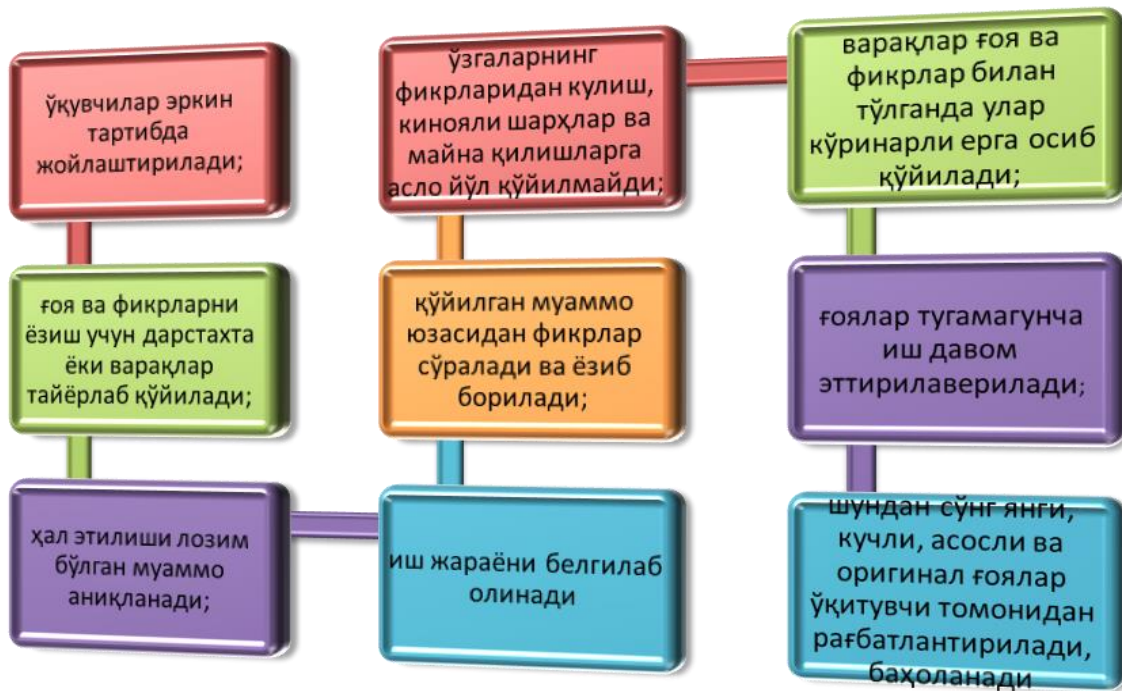 ўқувчилар эркин
тартибда
жойлаштирилади;
ғоя ва фикрларни
ёзиш учун дарстахта
ёки варақлар
тайёрлаб қўйилади;
ҳал этилиши лозим
бўлган муаммо
аниқланади;
иш жараёни белгилаб
олинади
қўйилган муаммо
юзасидан фикрлар
сўралади ва ёзиб
борилади;
ўзгаларнинг
фикрларидан кулиш,
кинояли шарҳлар ва
майна қилишларга
асло йўл қўйилмайди;
варақлар ғоя ва
фикрлар билан
тўлганда улар
кўринарли ерга осиб
қўйилади;
ғоялар тугамагунча
иш давом
эттирилаверилади;
шундан сўнг янги,
кучли, асосли ва
оригинал ғоялар
ўқитувчи томонидан
рағбатлантирилади,
баҳоланади